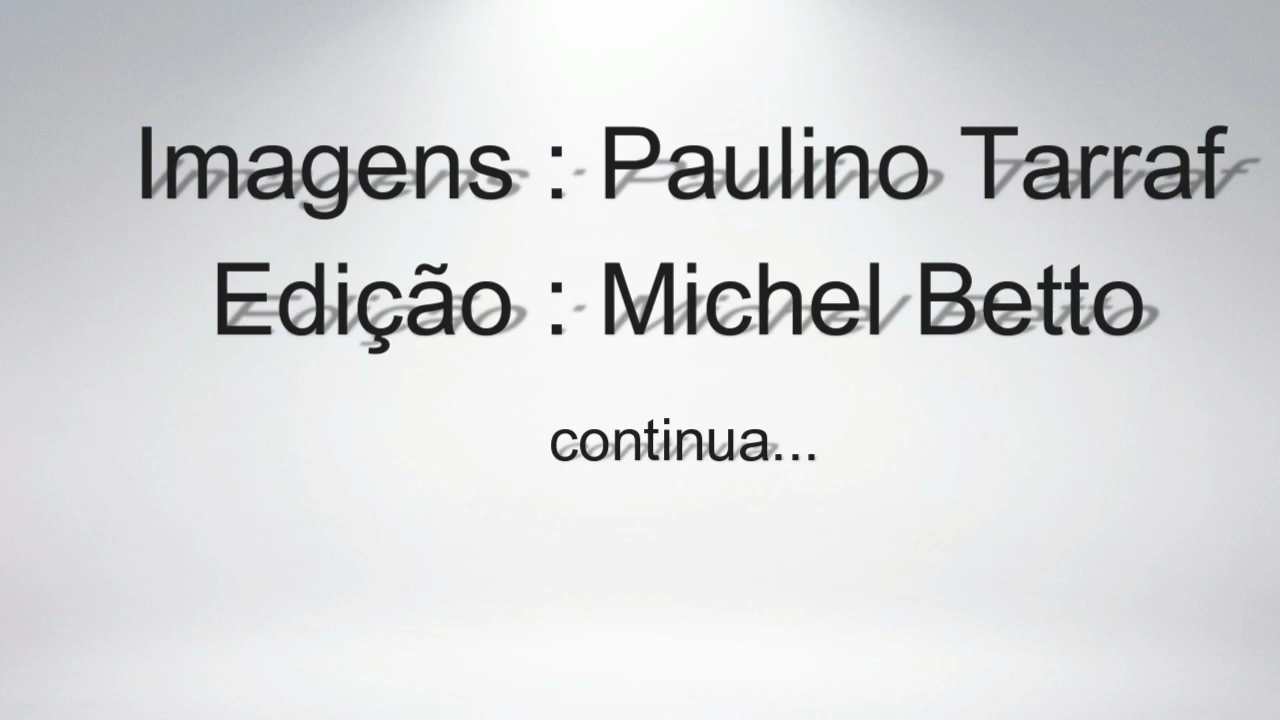 Imagens : Paulino Tarraf
Edição : Michel Betto
continua...